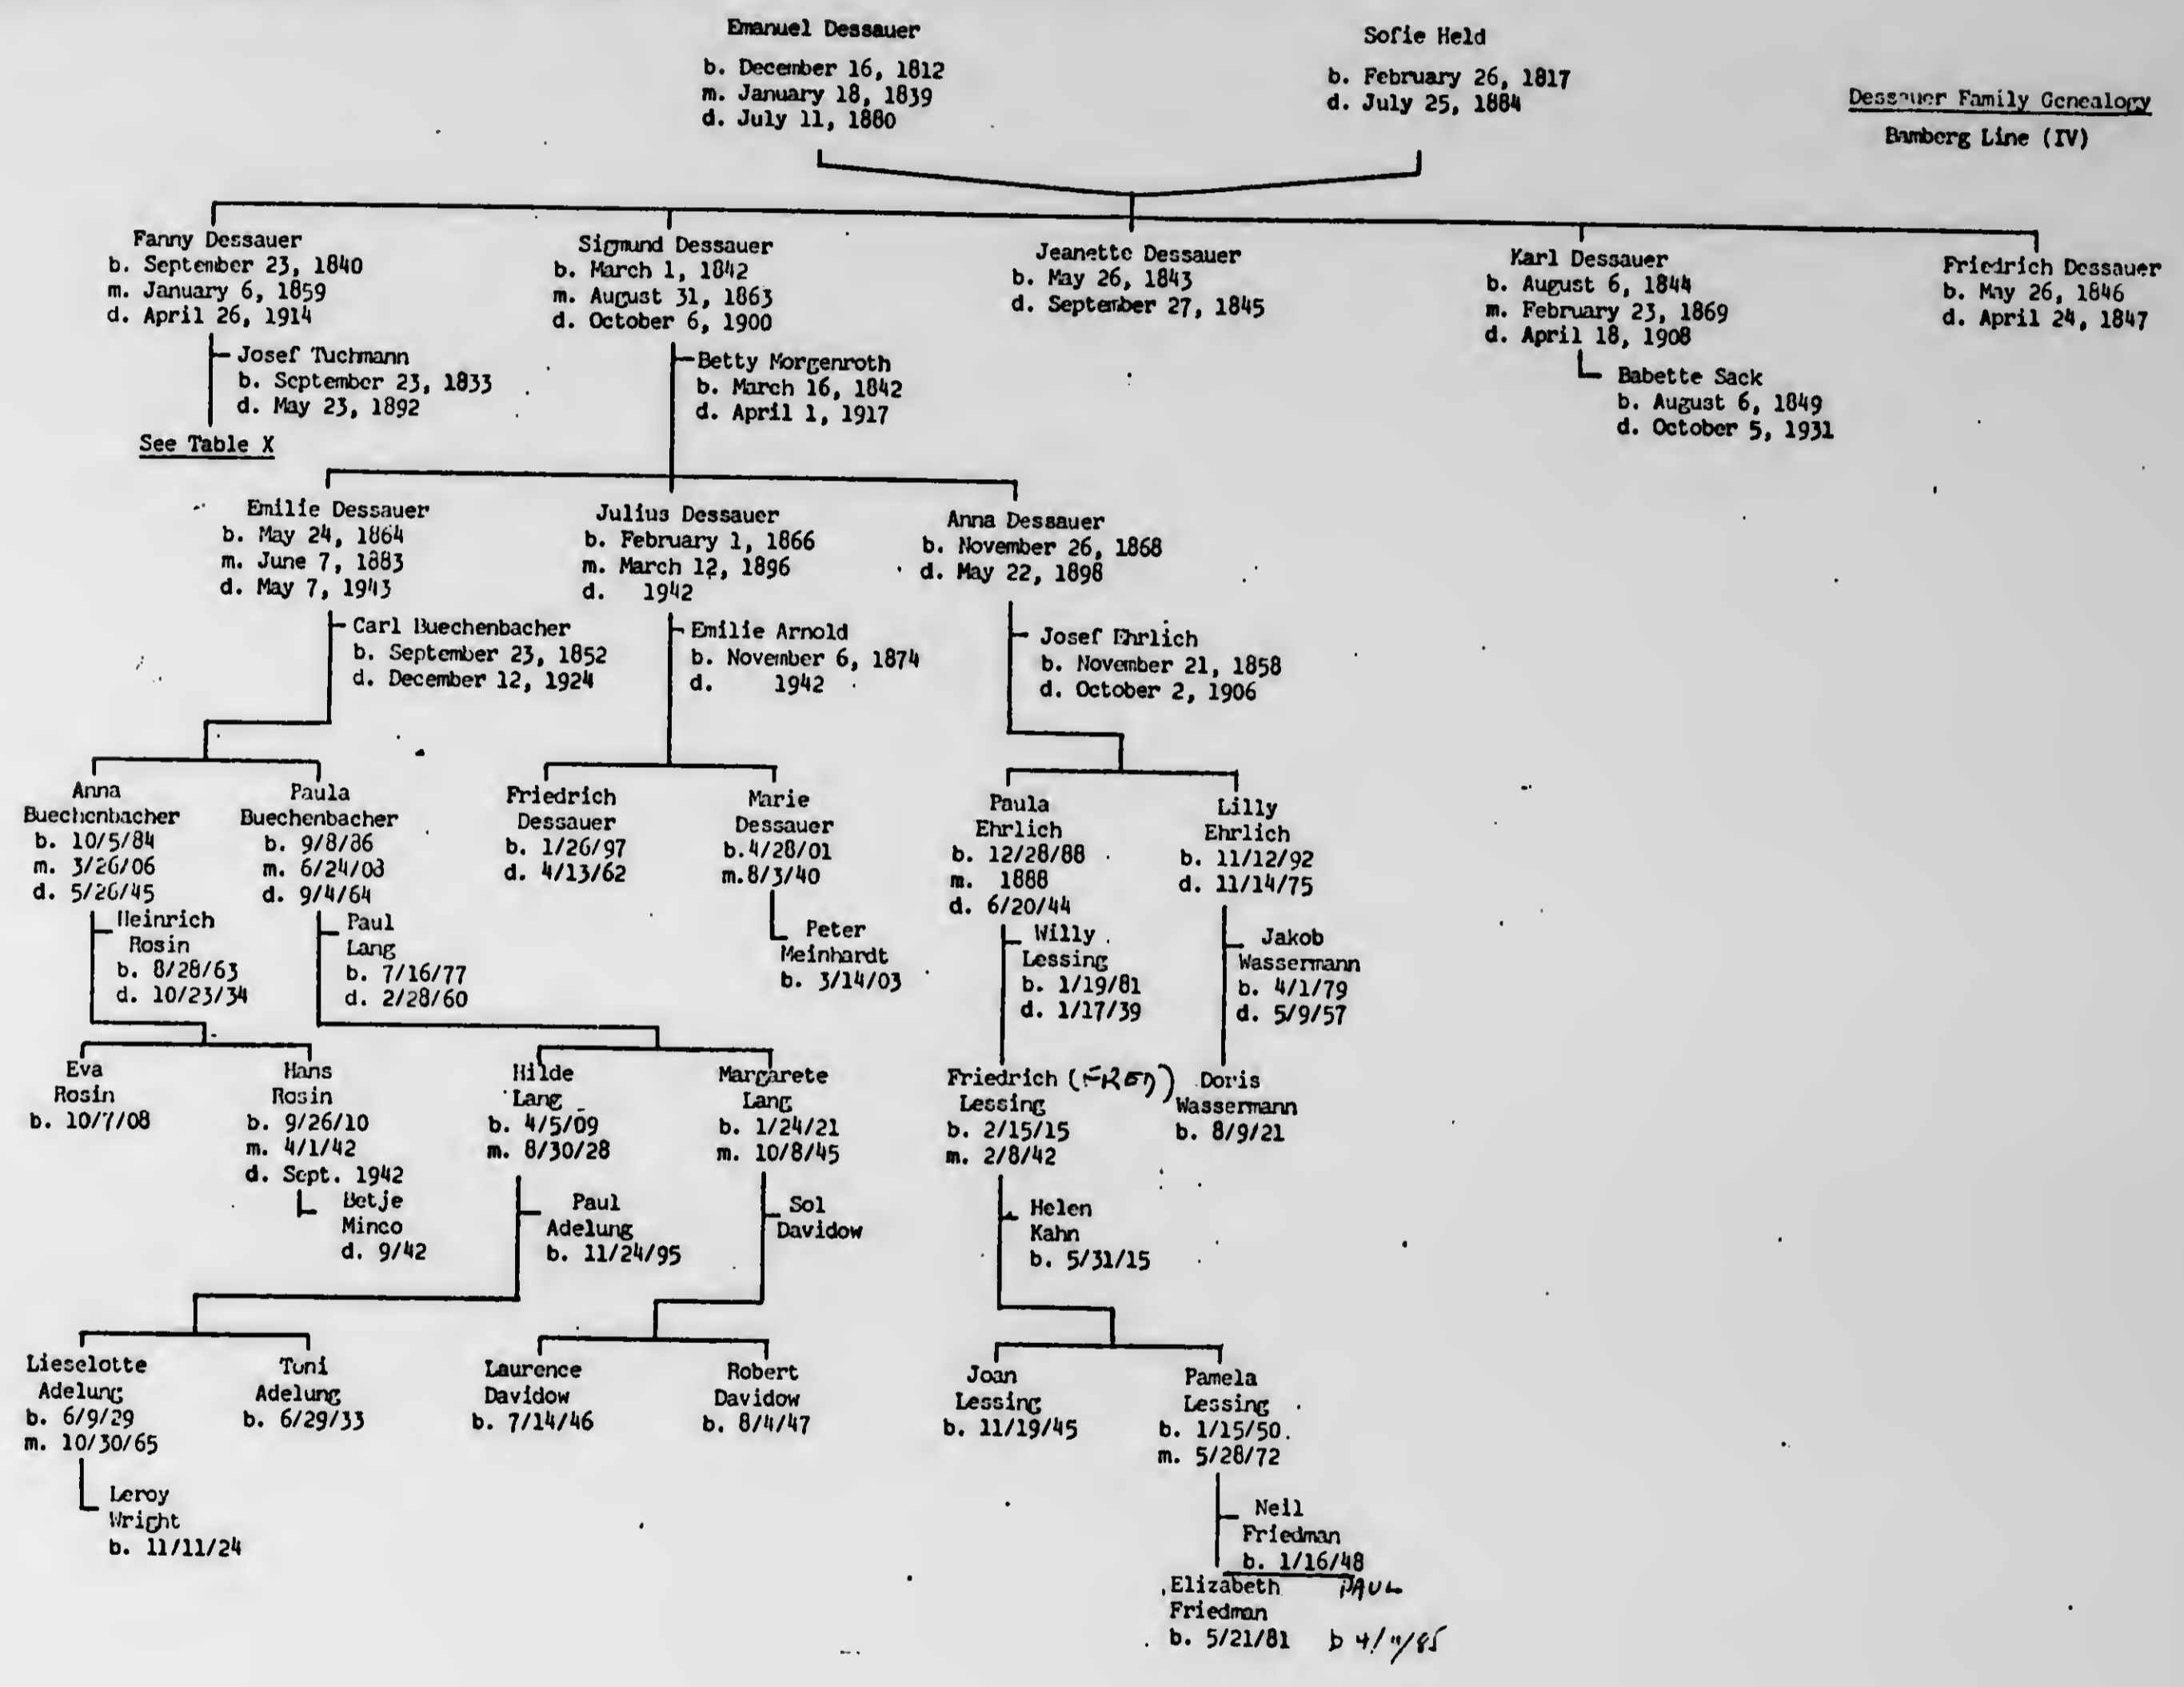 Emanuel Dessauer
b. December 16, 1812
m. January 18, 1839
d. July 11, 1880
Sofie Held
b. February 26, 1817
d. July 25, 1884
Dessauer Family Genealogy
Bamberg Line (IV)
Fanny Dessauer
b. September 23, 1840
m. January 6, 1859
d. April 26, 1914
Josef Tuchmann
b. September 23, 1833
d. May 23, 1892
See Table X
Sigmund Dessauer
b. March 1, 1842
m. August 31, 1863
d. October 6, 1900
Betty Morgenroth
b. March 16, 1842
d. April 1, 1917
Jeanette Dessauer
b. May 26, 1843
d. September 27, 1845
Karl Dessauer
b. August 6, 1844
m. February 23, 1869
d. April 18, 1908
Babette Sack
b. August 6, 1849
d. October 5, 1931
Friedrich Dessauer
b. May 26, 1846
d. April 24, 1847
Emilie Dessauer
b. May 24, 1864
m. June 7, 1883
d. May 7, 1943
Carl Buechenbacher
b. September 23, 1852
d. December 12, 1924
Julius Dessauer
b. February 1, 1866
m. March 12, 1896
d. 1942
Emilie Arnold
b. November 6, 1874
d. 1942
Anna Dessauer
b. November 26, 1868
d. May 22, 1898
Josef Ehrlich
b. November 21, 1858
d. October 2, 1906
Anna
Buechenbacher
b. 10/5/84
m. 3/26/06
d. 5/26/45
Heinrich
Rosin
b. 8/28/63
d. 10/23/34
Paula
Buechenbacher
b. 9/8/86
m. 6/24/08
d. 9/4/64
Paul
Lang
b. 7/16/77
d. 2/28/60
Friedrich
Dessauer
b. 1/26/97
d. 4/13/62
Marie
Dessauer
b.4/28/01
m.8/3/40
Peter
Meinhardt
b. 3/14/03
Paula
Ehrlich
b. 12/28/88
m. 1888
d. 6/20/44
Willy
Lessing
b. 1/19/81
d. 1/17/39
Lilly
Ehrlich
b. 11/12/92
d. 11/14/75
Jakob
Wassermann
b. 4/1/79
d. 5/9/57
Eva
Rosin
b. 10/7/08
Hans
Rosin
b. 9/26/10
m. 4/1/42
d. Sept. 1942
Betje
Minco
d. 9/42
Hilde
Lang
b. 4/5/09
m. 8/30/28
Paul
Adelung
b. 11/24/95
Margarete
Lang
b. 1/24/21
m. 10/8/45
Sol
Davidow
Friedrich (FRED)
Lessing
b. 2/15/15
m. 2/8/42
Helen
Kahn
b. 5/31/15
Doris
Wassermann
b. 8/9/21
Lieselotte
Adelung
b. 6/9/29
m. 10/30/65
Leroy
Wright
b. 11/11/24
Toni
Adelung
b. 6/29/33
Laurence
Davidow
b. 7/14/46
Robert
Davidow
b. 8/4/47
Joan
Lessing
b. 11/19/45
Pamela
Lessing
b. 1/15/50
m. 5/28/72
Neil
Friedman
b. 1/16/48
Elizabeth
Friedman
b. 5/21/81
PAUL
b 4/11/85